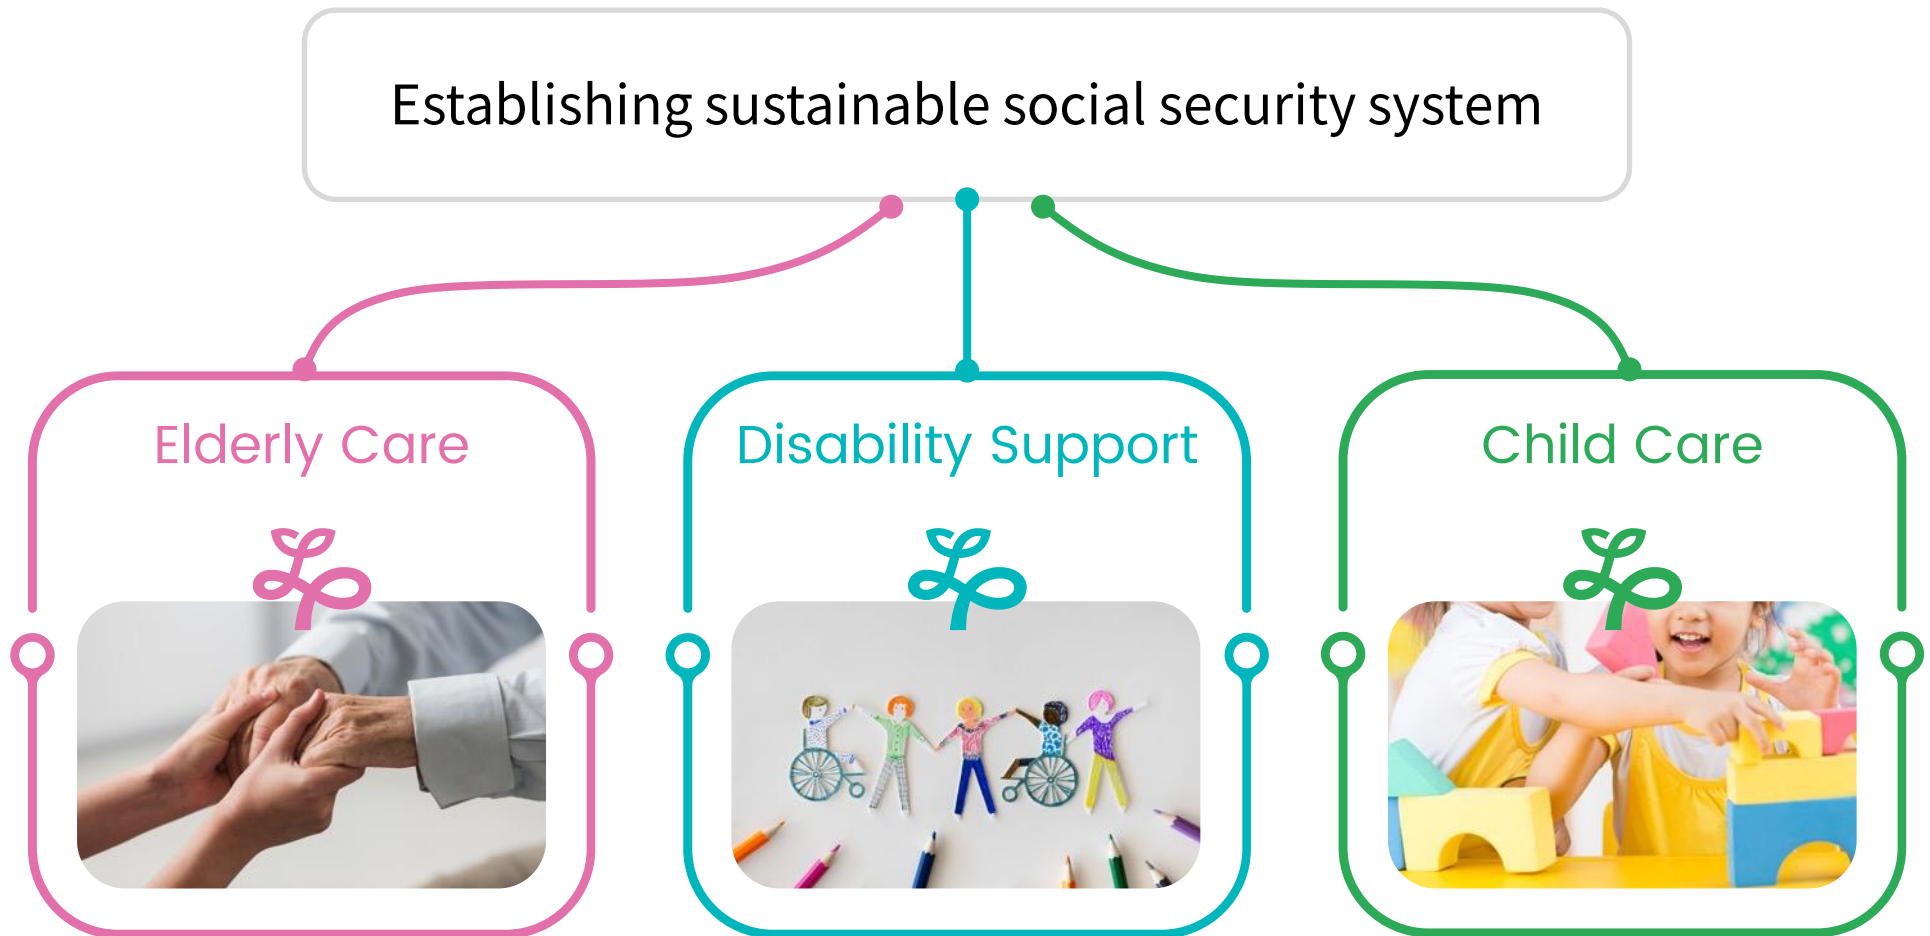 Establishing sustainable social security system
Elderly Care
Disability Support
Child Care